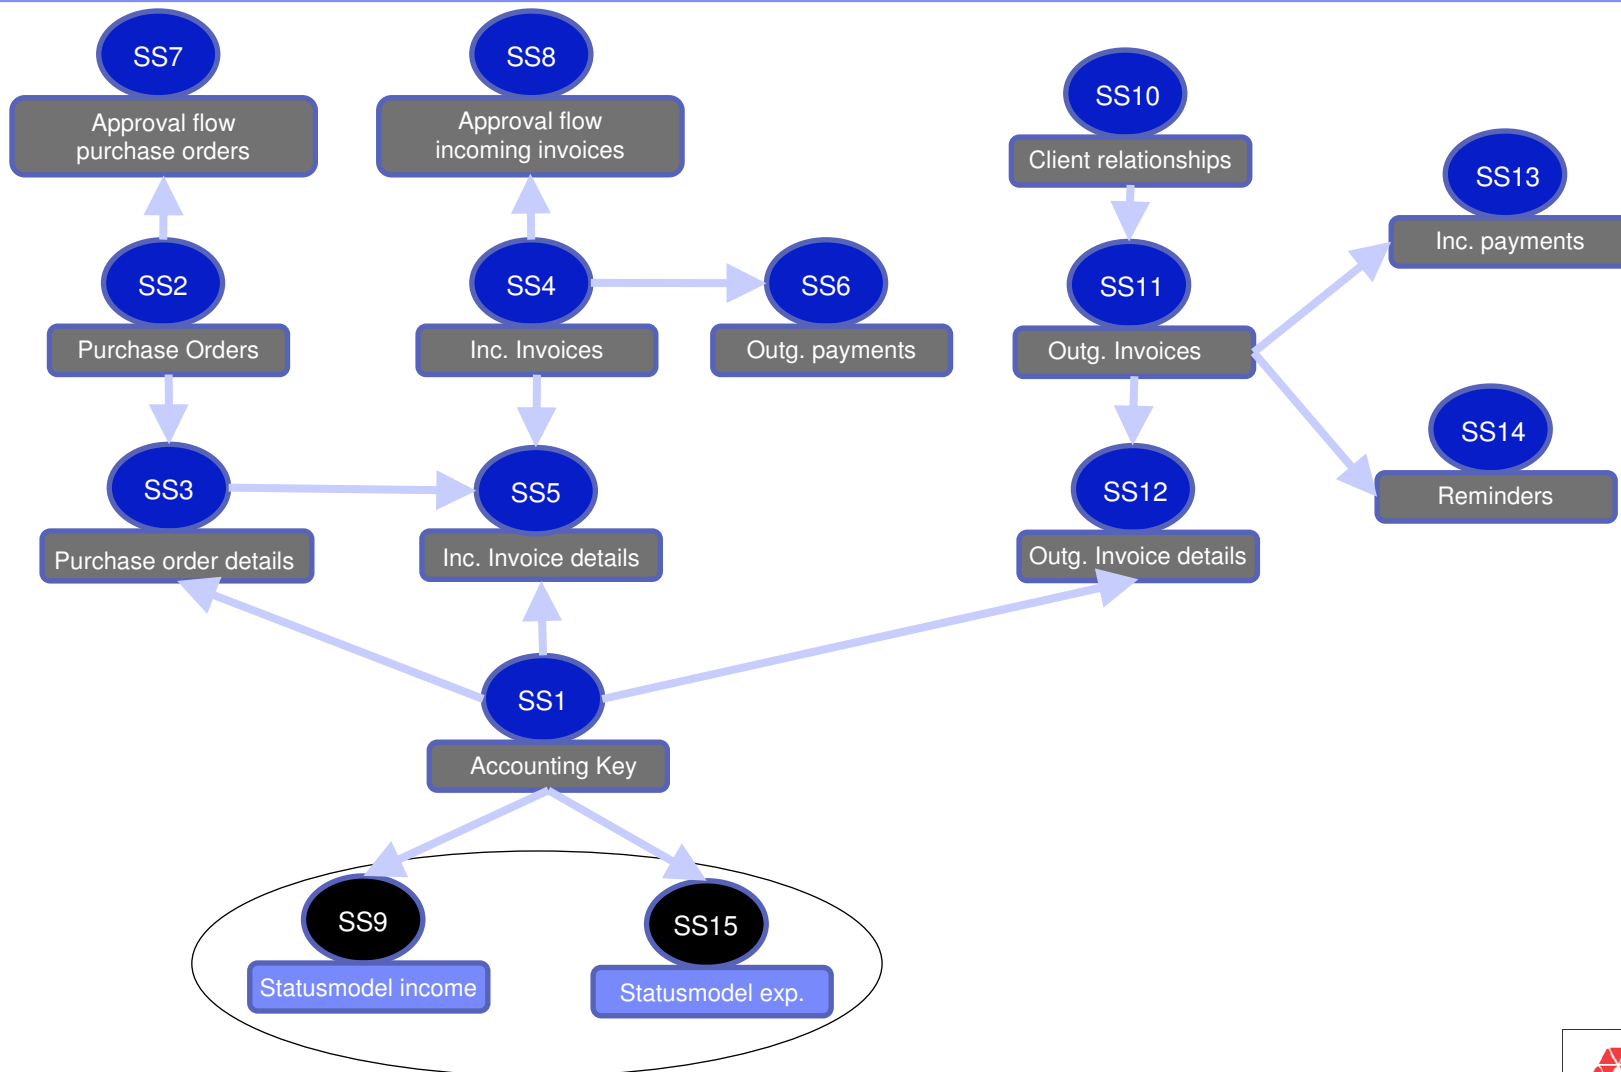 SS7
Approval flow
purchase orders
SS8
Approval flow
incoming invoices
SS10
Client relationships
SS13
Inc. payments
SS2
Purchase Orders
SS4
Inc. Invoices
SS6
Outg. payments
SS11
Outg. Invoices
SS14
Reminders
SS3
Purchase order details
SS5
Inc. Invoice details
SS12
Outg. Invoice details
SS1
Accounting Key
SS9
Statusmodel income
SS15
Statusmodel exp.